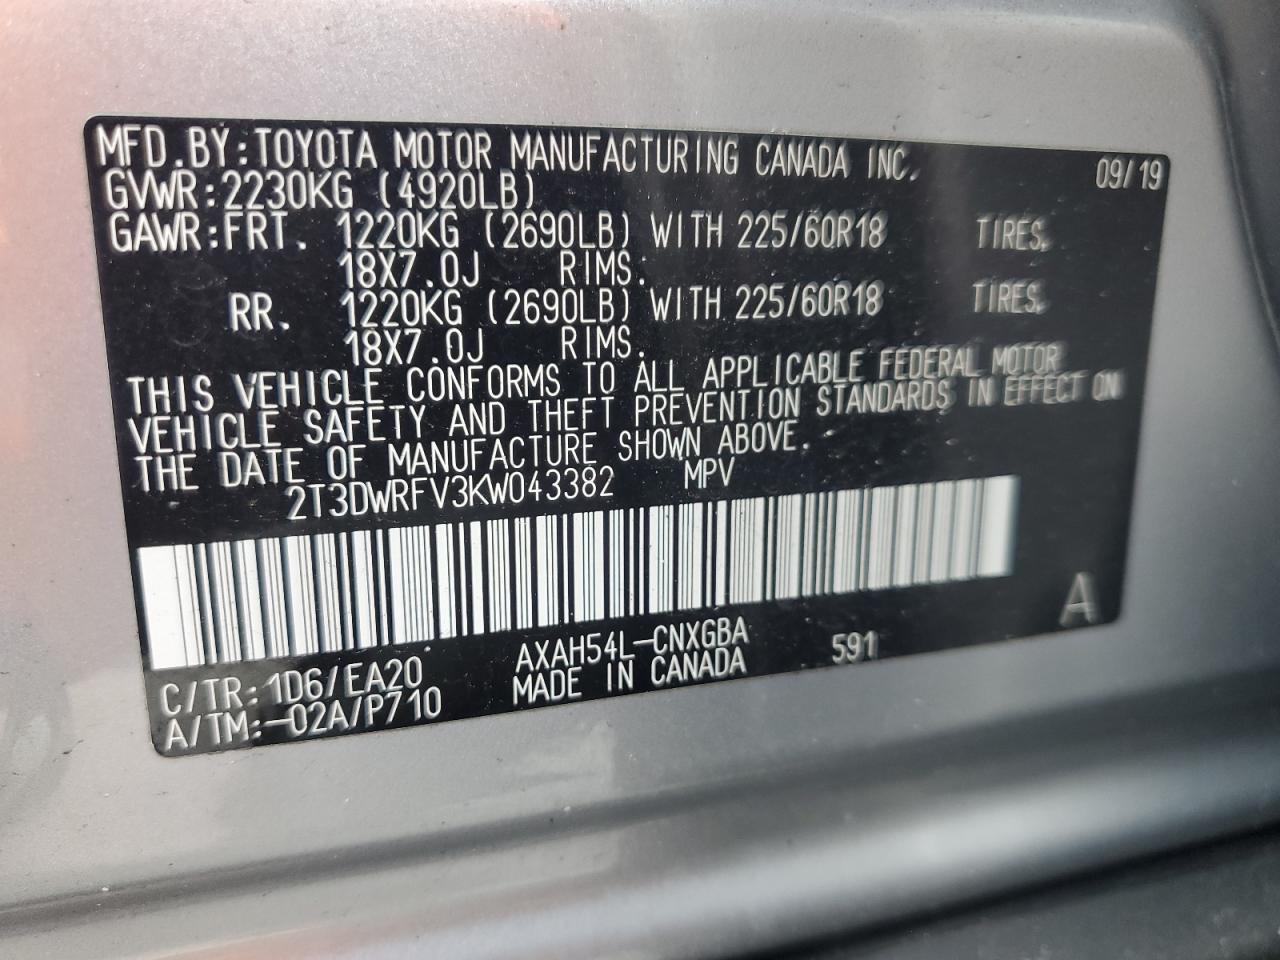 MFD.BY:TOYOTA MOTOR MANUFACTURING CANADA INC. 09/19
GVWR:2230KG (4920LB)
GAWR:FRT. 1220KG (2690LB) WITH 225/60R18 TIRES,
18X7.0J RIMS.
RR. 1220KG (2690LB) WITH 225/60R18 TIRES,
18X7.0J RIMS.
THIS VEHICLE CONFORMS TO ALL APPLICABLE FEDERAL MOTOR
VEHICLE SAFETY AND THEFT PREVENTION STANDARDS IN EFFECT ON
THE DATE OF MANUFACTURE SHOWN ABOVE.
2T3DWRFV3KW043382 MPV
A
C/TR:1D6/EA20 AXAH54L-CNXGBA 591
A/TM:-02A/P710 MADE IN CANADA